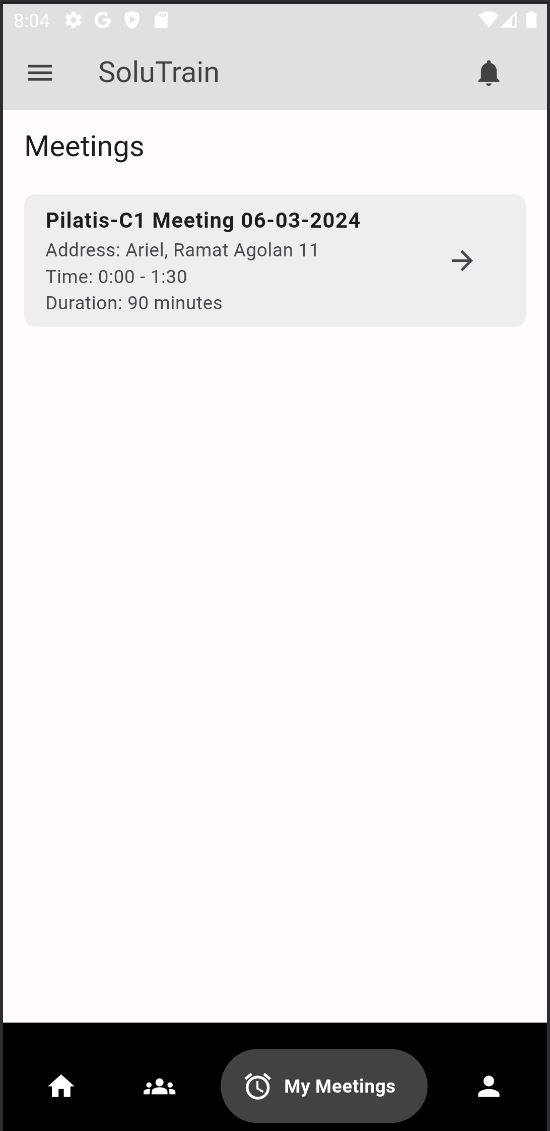 8:04
SoluTrain
Meetings
Pilatis-C1 Meeting 06-03-2024
Address: Ariel, Ramat Agolan 11
Time: 0:00 - 1:30
Duration: 90 minutes
My Meetings